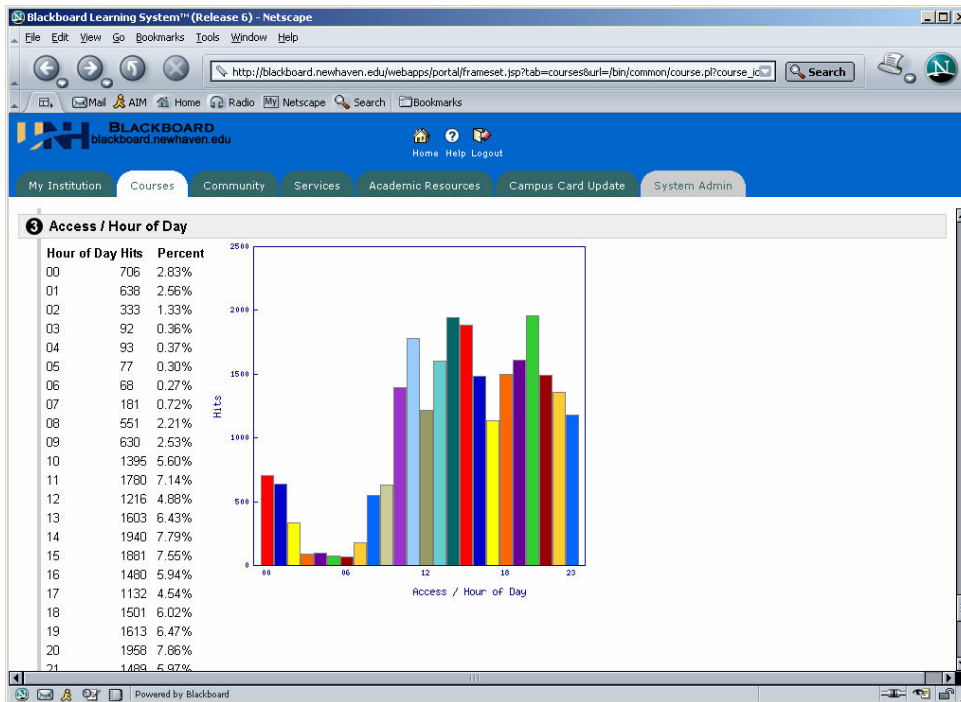 Blackboard Learning System™ (Release 6) - Netscape
File Edit View Go Bookmarks Tools Window Help
http://blackboard.newhaven.edu/webapps/portal/frameset.jsp?tab=courses&url=/bin/common/course.pl?course_ic
Search
N
Mail AIM Home Radio My Netscape Search Bookmarks
UNH BLACKBOARD
blackboard.newhaven.edu
Home Help Logout
My Institution Courses Community Services Academic Resources Campus Card Update System Admin
3 Access / Hour of Day
Hour of Day Hits Percent
00 706 2.83%
01 638 2.56%
02 333 1.33%
03 92 0.36%
04 93 0.37%
05 77 0.30%
06 68 0.27%
07 181 0.72%
08 551 2.21%
09 630 2.53%
10 1395 5.60%
11 1780 7.14%
12 1216 4.88%
13 1603 6.43%
14 1940 7.79%
15 1881 7.55%
16 1480 5.94%
17 1132 4.54%
18 1501 6.02%
19 1613 6.47%
20 1958 7.86%
21 1489 5.97%
2500
2000
1500
1000
500
0
Hits
00 06 12 18 23
Access / Hour of Day
Powered by Blackboard